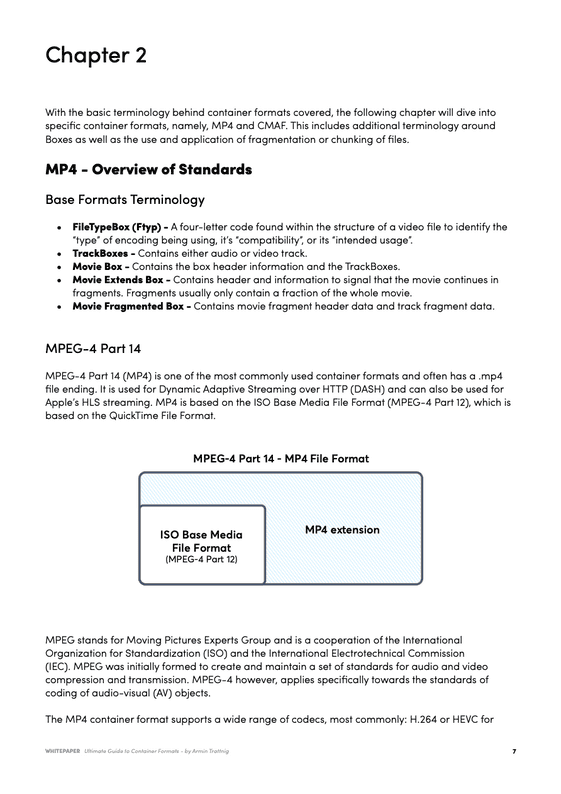 Chapter 2
With the basic terminology behind container formats covered, the following chapter will dive into
specific container formats, namely, MP4 and CMAF. This includes additional terminology around
Boxes as well as the use and application of fragmentation or chunking of files.
MP4 - Overview of Standards
Base Formats Terminology
• FileTypeBox (Ftyp) - A four-letter code found within the structure of a video file to identify the
"type" of encoding being using, it's "compatibility", or its "intended usage".
• TrackBoxes - Contains either audio or video track.
• Movie Box - Contains the box header information and the TrackBoxes.
• Movie Extends Box - Contains header and information to signal that the movie continues in
fragments. Fragments usually only contain a fraction of the whole movie.
• Movie Fragmented Box - Contains movie fragment header data and track fragment data.
MPEG-4 Part 14
MPEG-4 Part 14 (MP4) is one of the most commonly used container formats and often has a .mp4
file ending. It is used for Dynamic Adaptive Streaming over HTTP (DASH) and can also be used for
Apple's HLS streaming. MP4 is based on the ISO Base Media File Format (MPEG-4 Part 12), which is
based on the QuickTime File Format.
MPEG-4 Part 14 - MP4 File Format
ISO Base Media
File Format
(MPEG-4 Part 12)
MP4 extension
MPEG stands for Moving Pictures Experts Group and is a cooperation of the International
Organization for Standardization (ISO) and the International Electrotechnical Commission
(IEC). MPEG was initially formed to create and maintain a set of standards for audio and video
compression and transmission. MPEG-4 however, applies specifically towards the standards of
coding of audio-visual (AV) objects.
The MP4 container format supports a wide range of codecs, most commonly: H.264 or HEVC for
WHITEPAPER Ultimate Guide to Container Formats - by Armin Trattnig
7